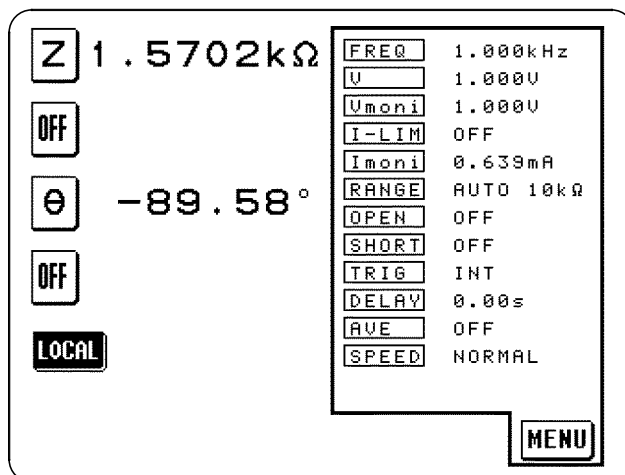 Z 1.5702kΩ
OFF
θ -89.58°
OFF
LOCAL
FREQ 1.000kHz
V 1.000V
Vmoni 1.000V
I-LIM OFF
Imoni 0.639mA
RANGE AUTO 10kΩ
OPEN OFF
SHORT OFF
TRIG INT
DELAY 0.00s
AVE OFF
SPEED NORMAL
MENU